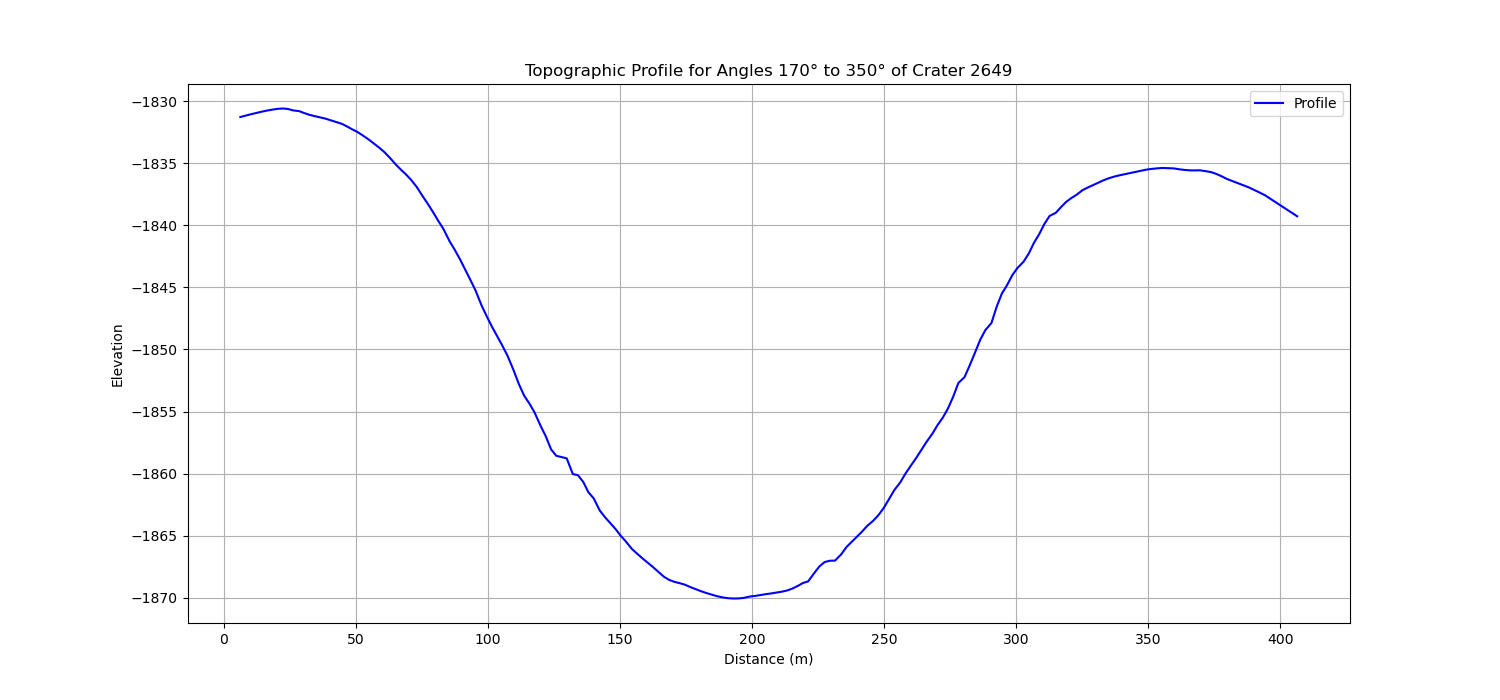 Topographic Profile for Angles 170° to 350° of Crater 2649
Profile
Elevation
−1830
−1835
−1840
−1845
−1850
−1855
−1860
−1865
−1870
0 50 100 150 200 250 300 350 400
Distance (m)